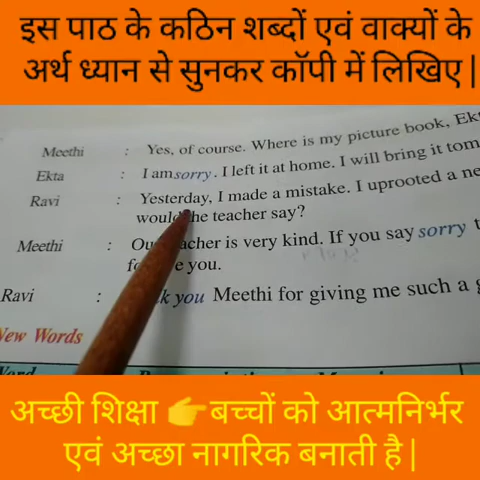 इस पाठ के कठिन शब्दों एवं वाक्यों के
अर्थ ध्यान से सुनकर कॉपी में लिखिए |
Meethi : Yes, of course. Where is my picture book,
Ekta : I am sorry. I left it at home. I will bring it
Ravi : Yesterday, I made a mistake. I uprooted a
would he teacher say?
Meethi : teacher is very kind. If you say sorry
you.
Ravi : you Meethi for giving me such a
New Words
अच्छी शिक्षा 👉 बच्चों को आत्मनिर्भर
एवं अच्छा नागरिक बनाती है |